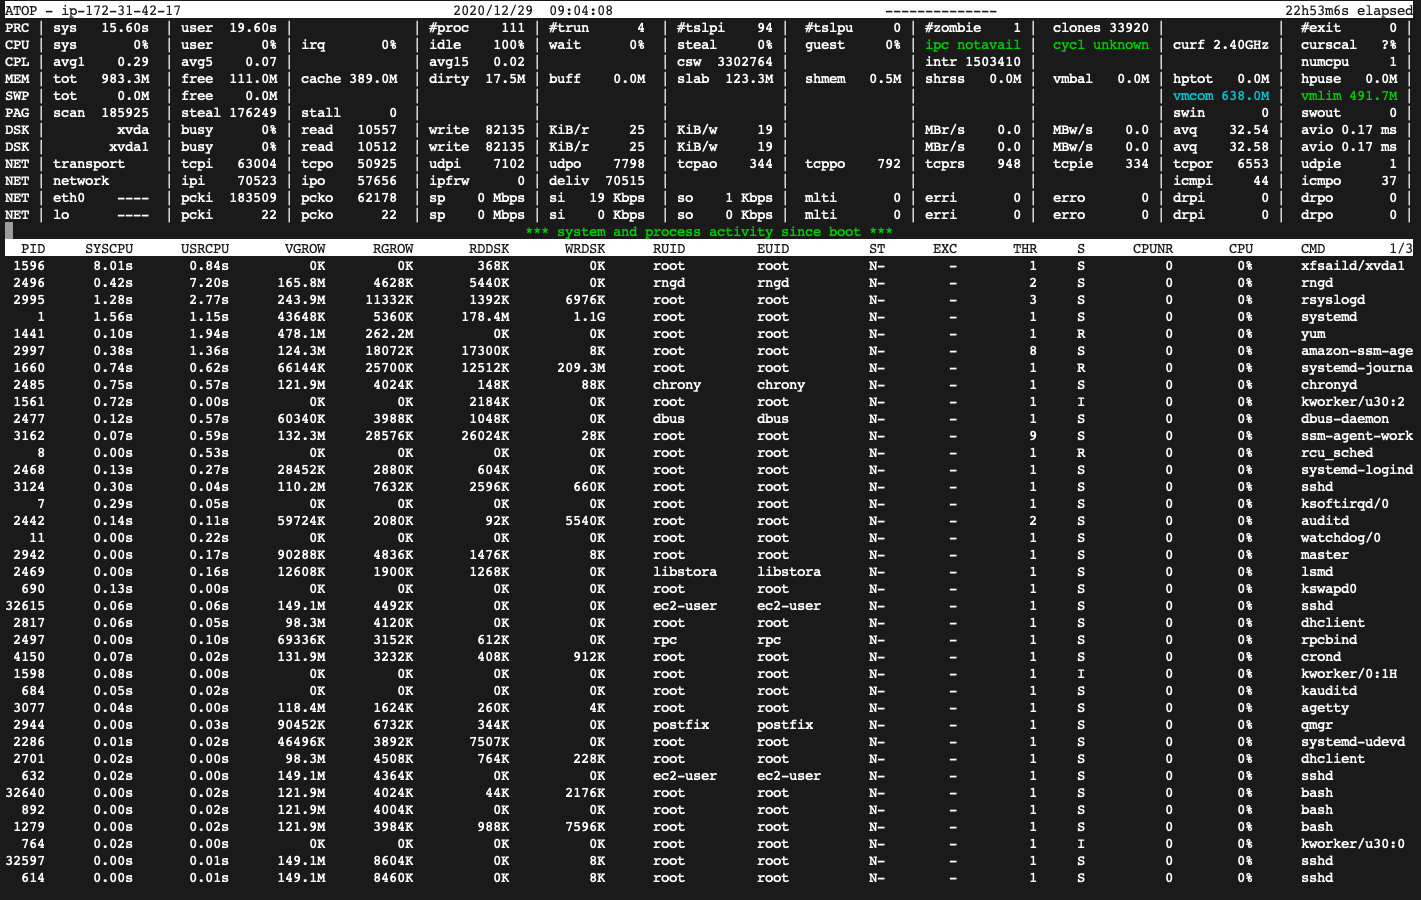 ATOP - ip-172-31-42-17 2020/12/29 09:04:08 -------------- 22h53m6s elapsed
PRC | sys 15.60s | user 19.60s | | #proc 111 | #trun 4 | #tslpi 94 | #tslpu 0 | #zombie 1 | clones 33920 | | #exit 0 |
CPU | sys 0% | user 0% | irq 0% | idle 100% | wait 0% | steal 0% | guest 0% | ipc notavail | cycl unknown | curf 2.40GHz | curscal ?% |
CPL | avg1 0.29 | avg5 0.07 | | avg15 0.02 | | csw 3302764 | | intr 1503410 | | | numcpu 1 |
MEM | tot 983.3M | free 111.0M | cache 389.0M | dirty 17.5M | buff 0.0M | slab 123.3M | shmem 0.5M | shrss 0.0M | vmbal 0.0M | hptot 0.0M | hpuse 0.0M |
SWP | tot 0.0M | free 0.0M | | | | | | | | vmcom 638.0M | vmlim 491.7M |
PAG | scan 185925 | steal 176249 | stall 0 | | | | | | | swin 0 | swout 0 |
DSK | xvda | busy 0% | read 10557 | write 82135 | KiB/r 25 | KiB/w 19 | | MBr/s 0.0 | MBw/s 0.0 | avq 32.54 | avio 0.17 ms |
DSK | xvda1 | busy 0% | read 10512 | write 82135 | KiB/r 25 | KiB/w 19 | | MBr/s 0.0 | MBw/s 0.0 | avq 32.58 | avio 0.17 ms |
NET | transport | tcpi 63004 | tcpo 50925 | udpi 7102 | udpo 7798 | tcpao 344 | tcppo 792 | tcprs 948 | tcpie 334 | tcpor 6553 | udpie 1 |
NET | network | ipi 70523 | ipo 57656 | ipfrw 0 | deliv 70515 | | | | | icmpi 44 | icmpo 37 |
NET | eth0 ---- | pcki 183509 | pcko 62178 | sp 0 Mbps | si 19 Kbps | so 1 Kbps | mlti 0 | erri 0 | erro 0 | drpi 0 | drpo 0 |
NET | lo ---- | pcki 22 | pcko 22 | sp 0 Mbps | si 0 Kbps | so 0 Kbps | mlti 0 | erri 0 | erro 0 | drpi 0 | drpo 0 |
*** system and process activity since boot ***
PID SYSCPU USRCPU VGROW RGROW RDDSK WRDSK RUID EUID ST EXC THR S CPUNR CPU CMD 1/3
1596 8.01s 0.84s 0K 0K 368K 0K root root N- - 1 S 0 0% xfsaild/xvda1
2496 0.42s 7.20s 165.8M 4628K 5440K 0K rngd rngd N- - 2 S 0 0% rngd
2995 1.28s 2.77s 243.9M 11332K 1392K 6976K root root N- - 3 S 0 0% rsyslogd
1 1.56s 1.15s 43648K 5360K 178.4M 1.1G root root N- - 1 S 0 0% systemd
1441 0.10s 1.94s 478.1M 262.2M 0K 0K root root N- - 1 R 0 0% yum
2997 0.38s 1.36s 124.3M 18072K 17300K 8K root root N- - 8 S 0 0% amazon-ssm-age
1660 0.74s 0.62s 66144K 25700K 12512K 209.3M root root N- - 1 R 0 0% systemd-journa
2485 0.75s 0.57s 121.9M 4024K 148K 88K chrony chrony N- - 1 S 0 0% chronyd
1561 0.72s 0.00s 0K 0K 2184K 0K root root N- - 1 I 0 0% kworker/u30:2
2477 0.12s 0.57s 60340K 3988K 1048K 0K dbus dbus N- - 1 S 0 0% dbus-daemon
3162 0.07s 0.59s 132.3M 28576K 26024K 28K root root N- - 9 S 0 0% ssm-agent-work
8 0.00s 0.53s 0K 0K 0K 0K root root N- - 1 R 0 0% rcu_sched
2468 0.13s 0.27s 28452K 2880K 604K 0K root root N- - 1 S 0 0% systemd-logind
3124 0.30s 0.04s 110.2M 7632K 2596K 660K root root N- - 1 S 0 0% sshd
7 0.29s 0.05s 0K 0K 0K 0K root root N- - 1 S 0 0% ksoftirqd/0
2442 0.14s 0.11s 59724K 2080K 92K 5540K root root N- - 2 S 0 0% auditd
11 0.00s 0.22s 0K 0K 0K 0K root root N- - 1 S 0 0% watchdog/0
2942 0.00s 0.17s 90288K 4836K 1476K 8K root root N- - 1 S 0 0% master
2469 0.00s 0.16s 12608K 1900K 1268K 0K libstora libstora N- - 1 S 0 0% lsmd
690 0.13s 0.00s 0K 0K 0K 0K root root N- - 1 S 0 0% kswapd0
32615 0.06s 0.06s 149.1M 4492K 0K 0K ec2-user ec2-user N- - 1 S 0 0% sshd
2817 0.06s 0.05s 98.3M 4120K 0K 0K root root N- - 1 S 0 0% dhclient
2497 0.00s 0.10s 69336K 3152K 612K 0K rpc rpc N- - 1 S 0 0% rpcbind
4150 0.07s 0.02s 131.9M 3232K 408K 912K root root N- - 1 S 0 0% crond
1598 0.08s 0.00s 0K 0K 0K 0K root root N- - 1 I 0 0% kworker/0:1H
684 0.05s 0.02s 0K 0K 0K 0K root root N- - 1 S 0 0% kauditd
3077 0.04s 0.00s 118.4M 1624K 260K 4K root root N- - 1 S 0 0% agetty
2944 0.00s 0.03s 90452K 6732K 344K 0K postfix postfix N- - 1 S 0 0% qmgr
2286 0.01s 0.02s 46496K 3892K 7507K 0K root root N- - 1 S 0 0% systemd-udevd
2701 0.02s 0.02s 98.3M 4508K 764K 228K root root N- - 1 S 0 0% dhclient
632 0.02s 0.00s 149.1M 4364K 0K 0K ec2-user ec2-user N- - 1 S 0 0% sshd
32640 0.00s 0.02s 121.9M 4024K 44K 2176K root root N- - 1 S 0 0% bash
892 0.00s 0.02s 121.9M 4004K 0K 0K root root N- - 1 S 0 0% bash
1279 0.00s 0.02s 121.9M 3984K 988K 7596K root root N- - 1 S 0 0% bash
764 0.02s 0.00s 0K 0K 0K 0K root root N- - 1 I 0 0% kworker/u30:0
32597 0.00s 0.01s 149.1M 8604K 0K 8K root root N- - 1 S 0 0% sshd
614 0.00s 0.01s 149.1M 8460K 0K 8K root root N- - 1 S 0 0% sshd